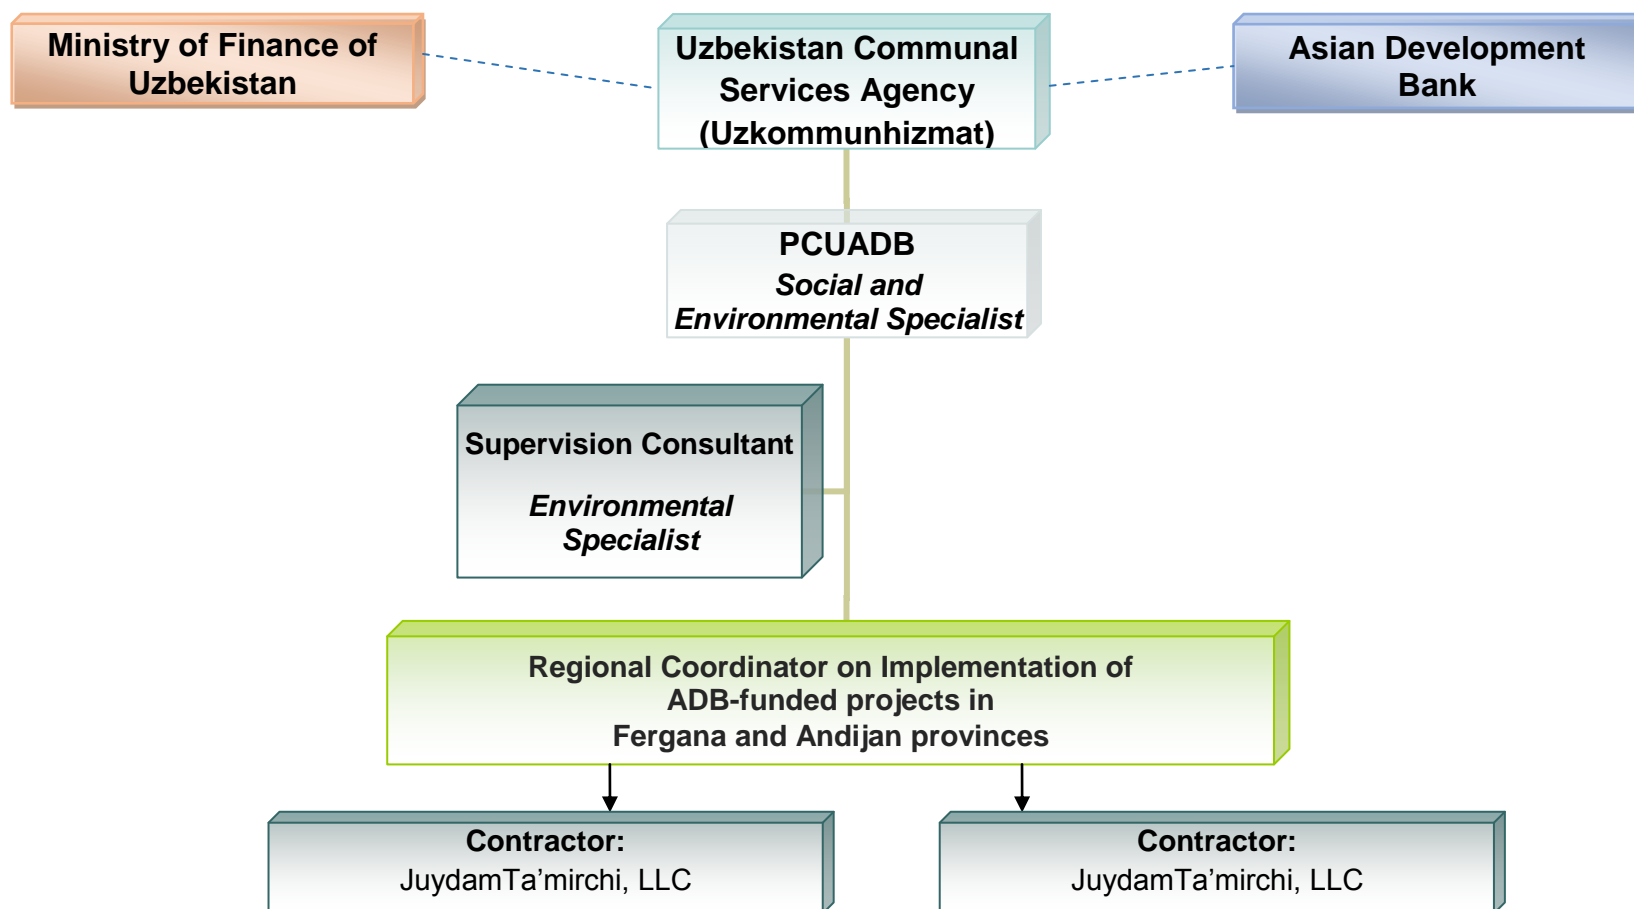 Ministry of Finance of
Uzbekistan
Uzbekistan Communal
Services Agency
(Uzkommunhizmat)
Asian Development
Bank
PCUADB
Social and
Environmental Specialist
Supervision Consultant
Environmental
Specialist
Regional Coordinator on Implementation of
ADB-funded projects in
Fergana and Andijan provinces
Contractor:
JuydamTa’mirchi, LLC
Contractor:
JuydamTa’mirchi, LLC